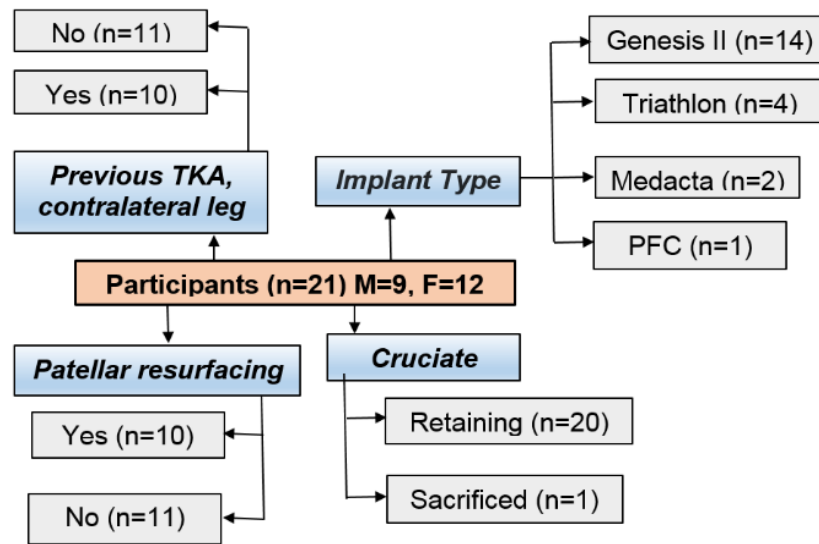 No (n=11)
Yes (n=10)
Previous TKA,
contralateral leg
Implant Type
Genesis II (n=14)
Triathlon (n=4)
Medacta (n=2)
PFC (n=1)
Participants (n=21) M=9, F=12
Patellar resurfacing
Yes (n=10)
No (n=11)
Cruciate
Retaining (n=20)
Sacrificed (n=1)